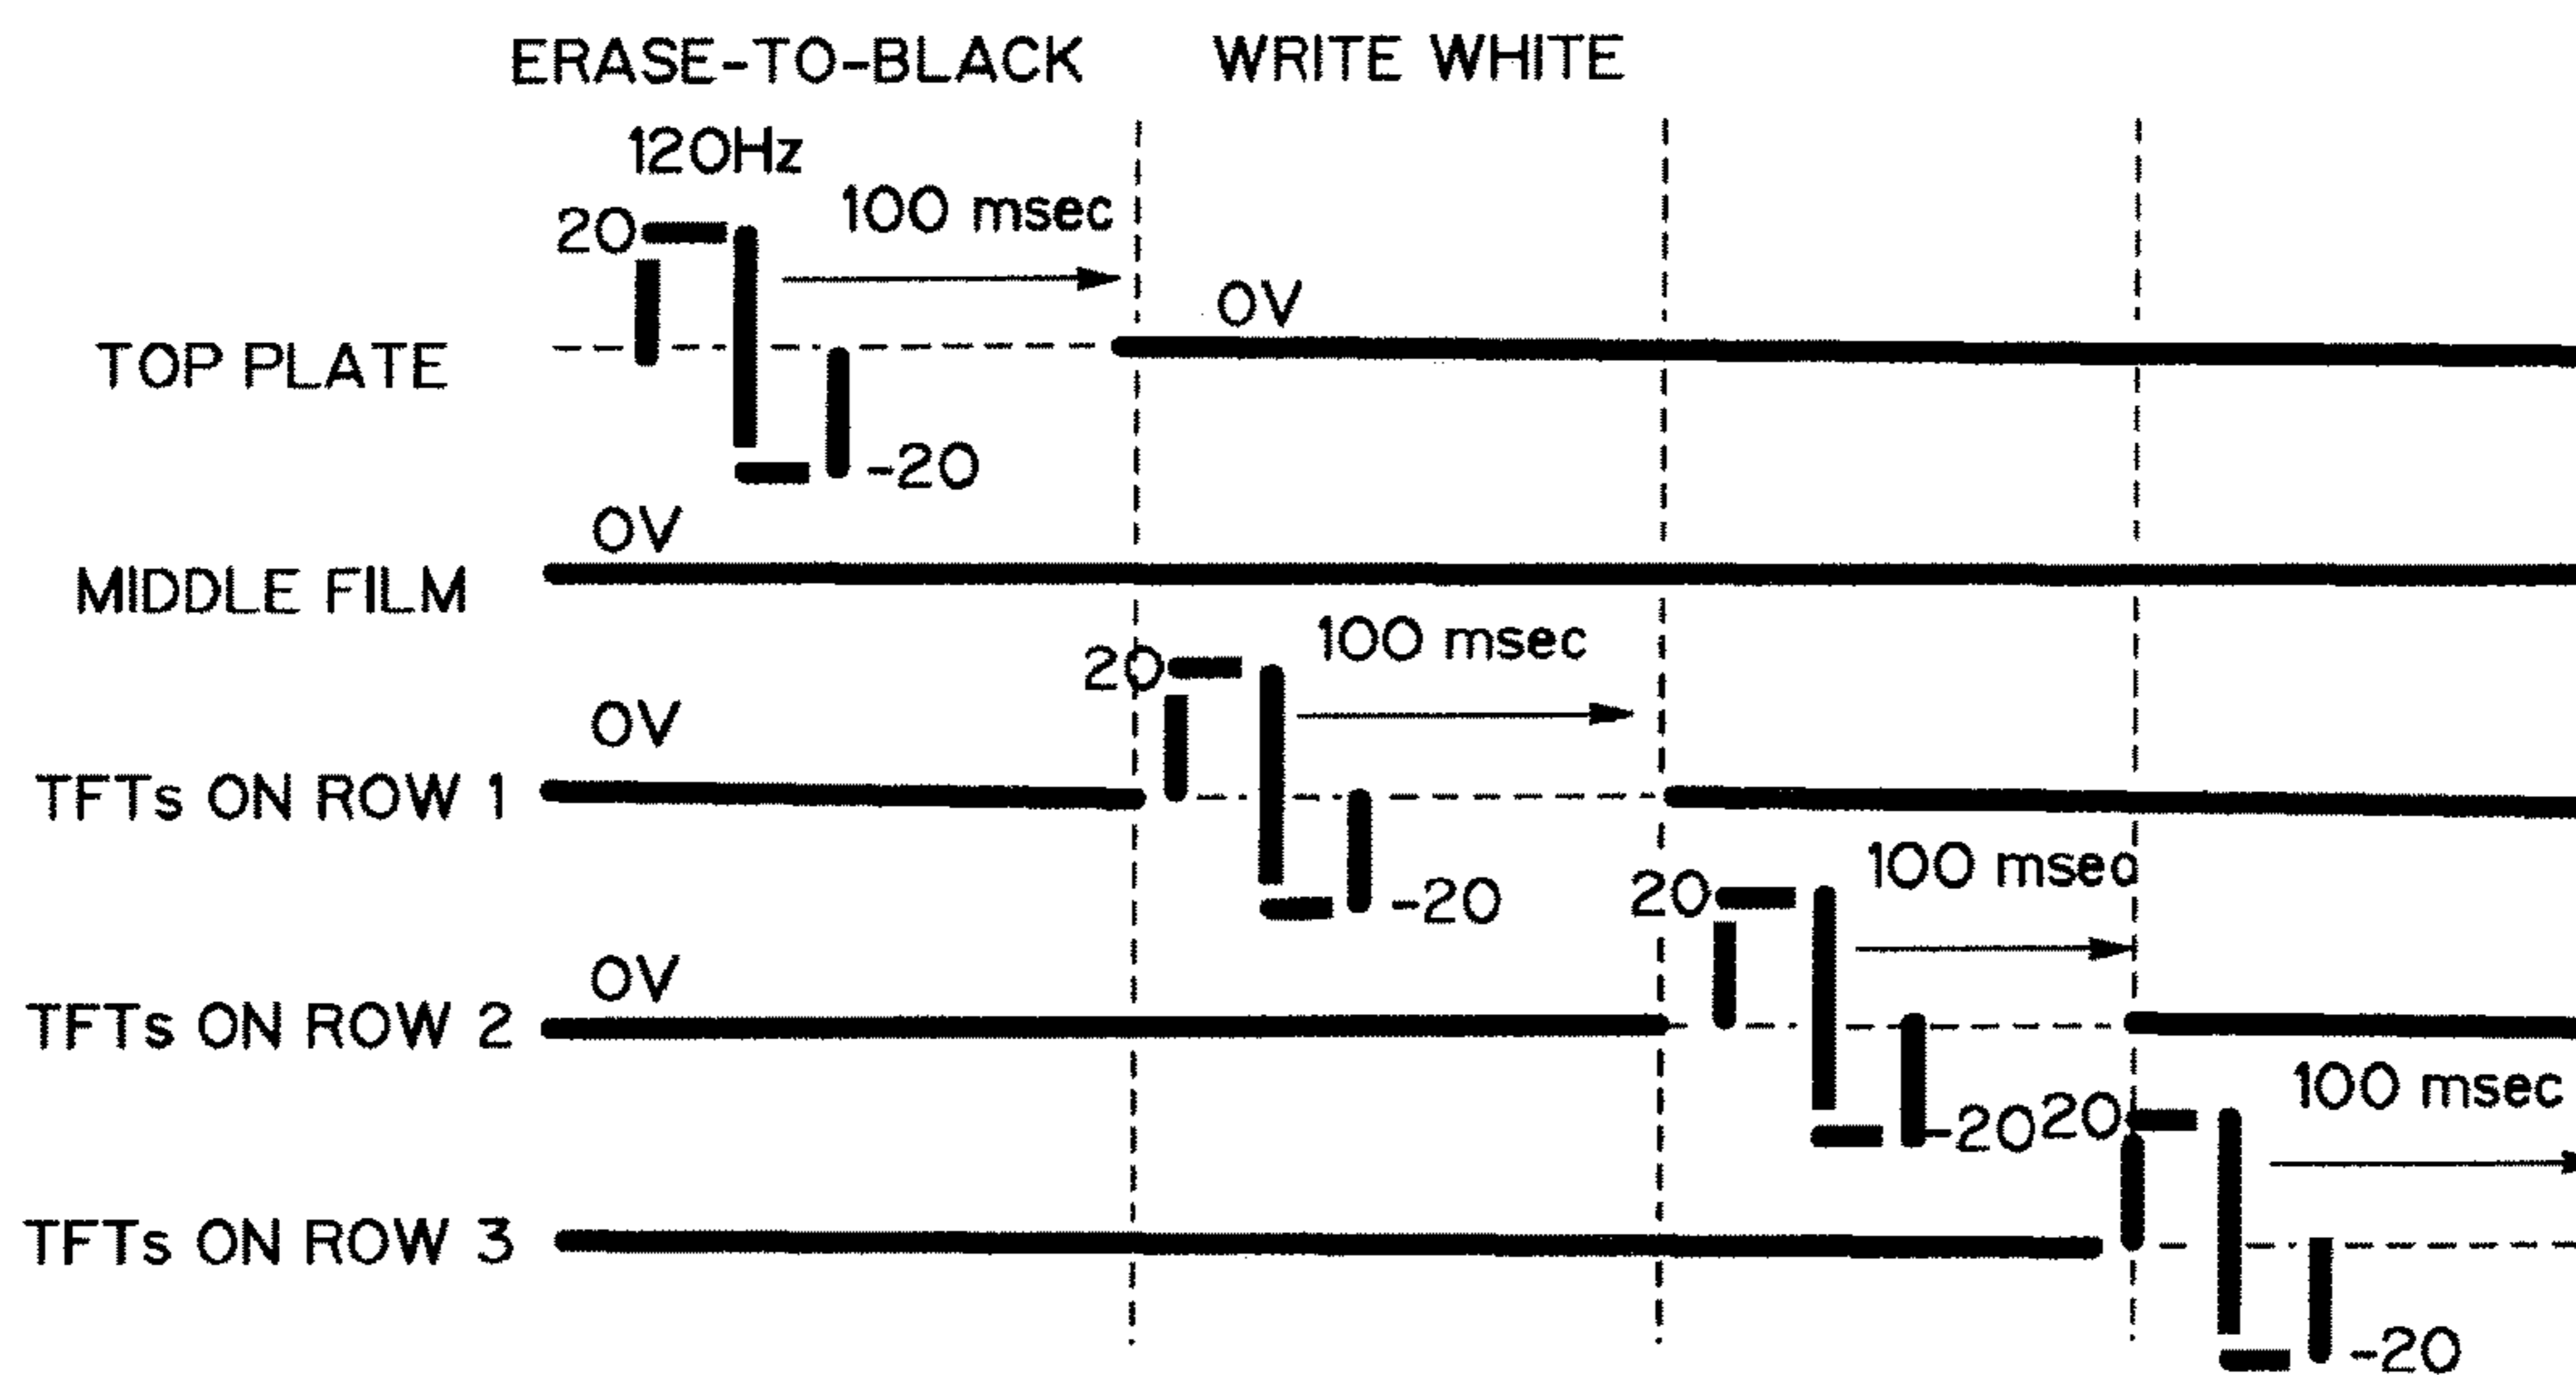 ERASE-TO-BLACK WRITE WHITE
120Hz
20 100 msec
0V
TOP PLATE
-20
0V
MIDDLE FILM
20 100 msec
0V
TFTs ON ROW 1
20 100 msec
-20
0V
TFTs ON ROW 2
20 100 msec
-20
TFTs ON ROW 3
-20